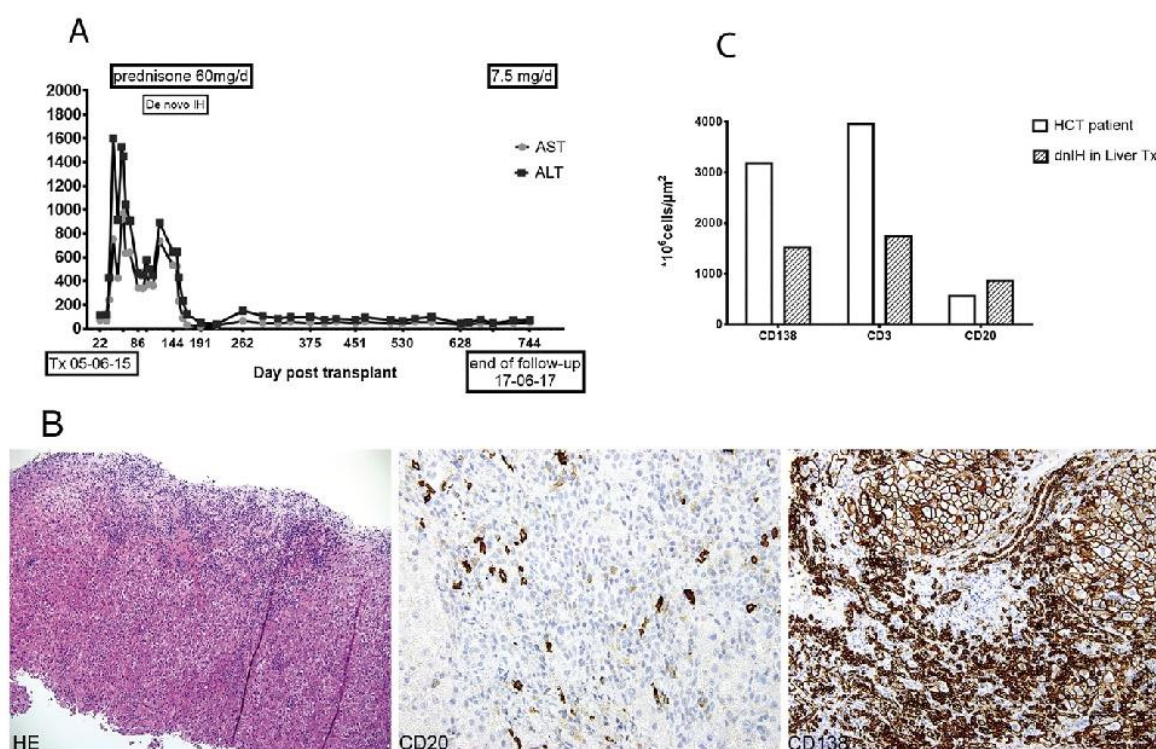 A
prednisone 60mg/d
7.5 mg/d
De novo IH
2000
1800
1600
1400
1200
1000
800
600
400
200
0
AST
ALT
22 86 144 191 262 375 451 530 628 744
Tx 05-06-15
Day post transplant
end of follow-up
17-06-17
C
HCT patient
dnIH in Liver Tx
4000
3000
2000
1000
0
*10⁶cells/µm²
CD138 CD3 CD20
B
HE
CD20
CD138